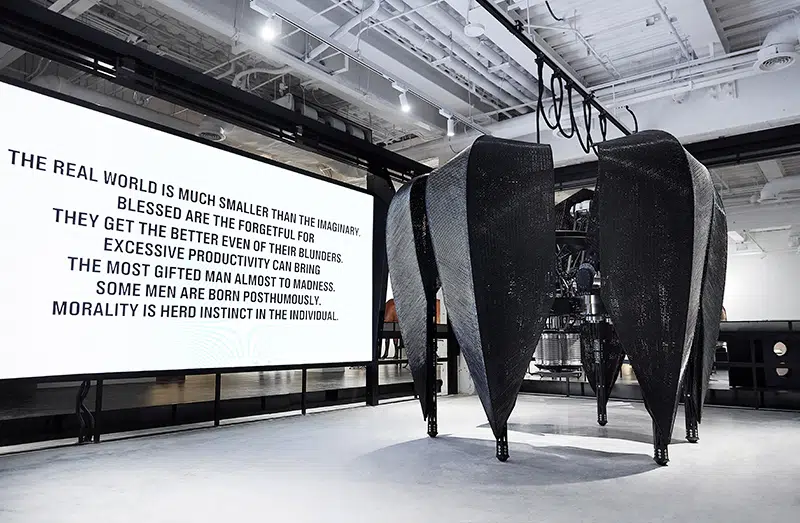 THE REAL WORLD IS MUCH SMALLER THAN THE IMAGINARY.
BLESSED ARE THE FORGETFUL FOR
THEY GET THE BETTER EVEN OF THEIR BLUNDERS.
EXCESSIVE PRODUCTIVITY CAN BRING
THE MOST GIFTED MAN ALMOST TO MADNESS.
SOME MEN ARE BORN POSTHUMOUSLY.
MORALITY IS HERD INSTINCT IN THE INDIVIDUAL.